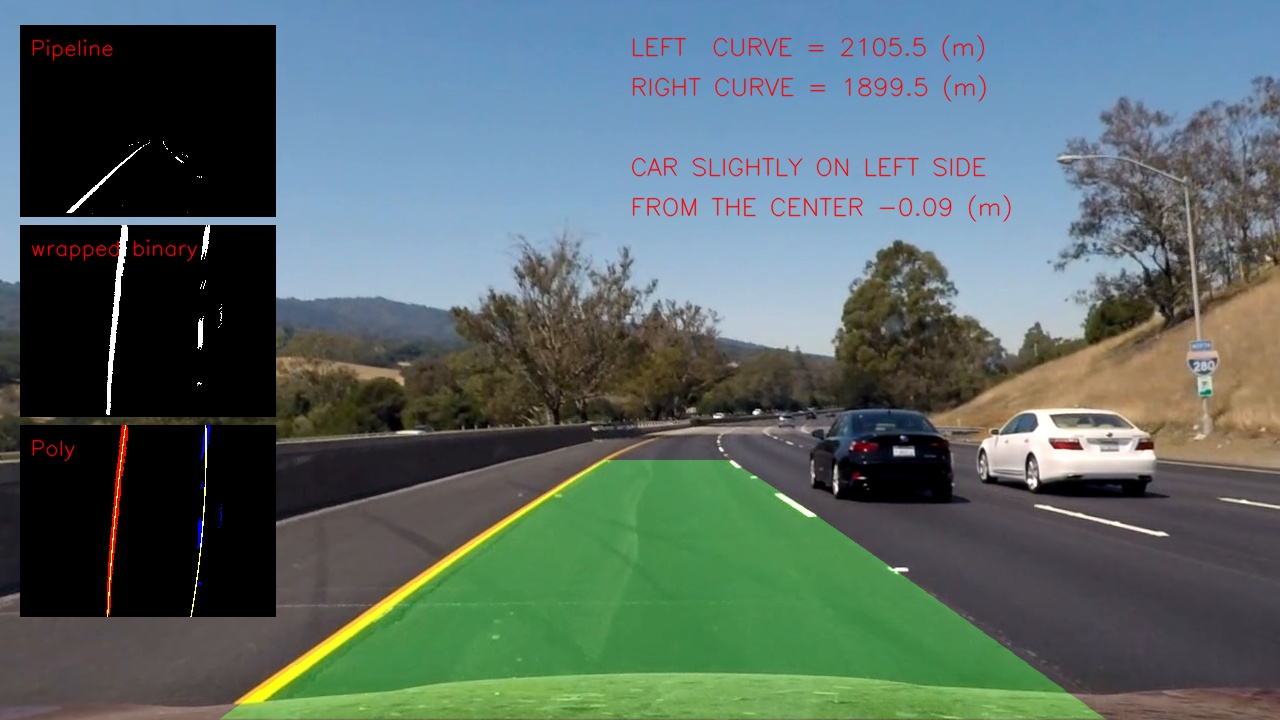 Pipeline
wrapped binary
Poly
LEFT CURVE = 2105.5 (m)
RIGHT CURVE = 1899.5 (m)
CAR SLIGHTLY ON LEFT SIDE
FROM THE CENTER -0.09 (m)
NORTH
280